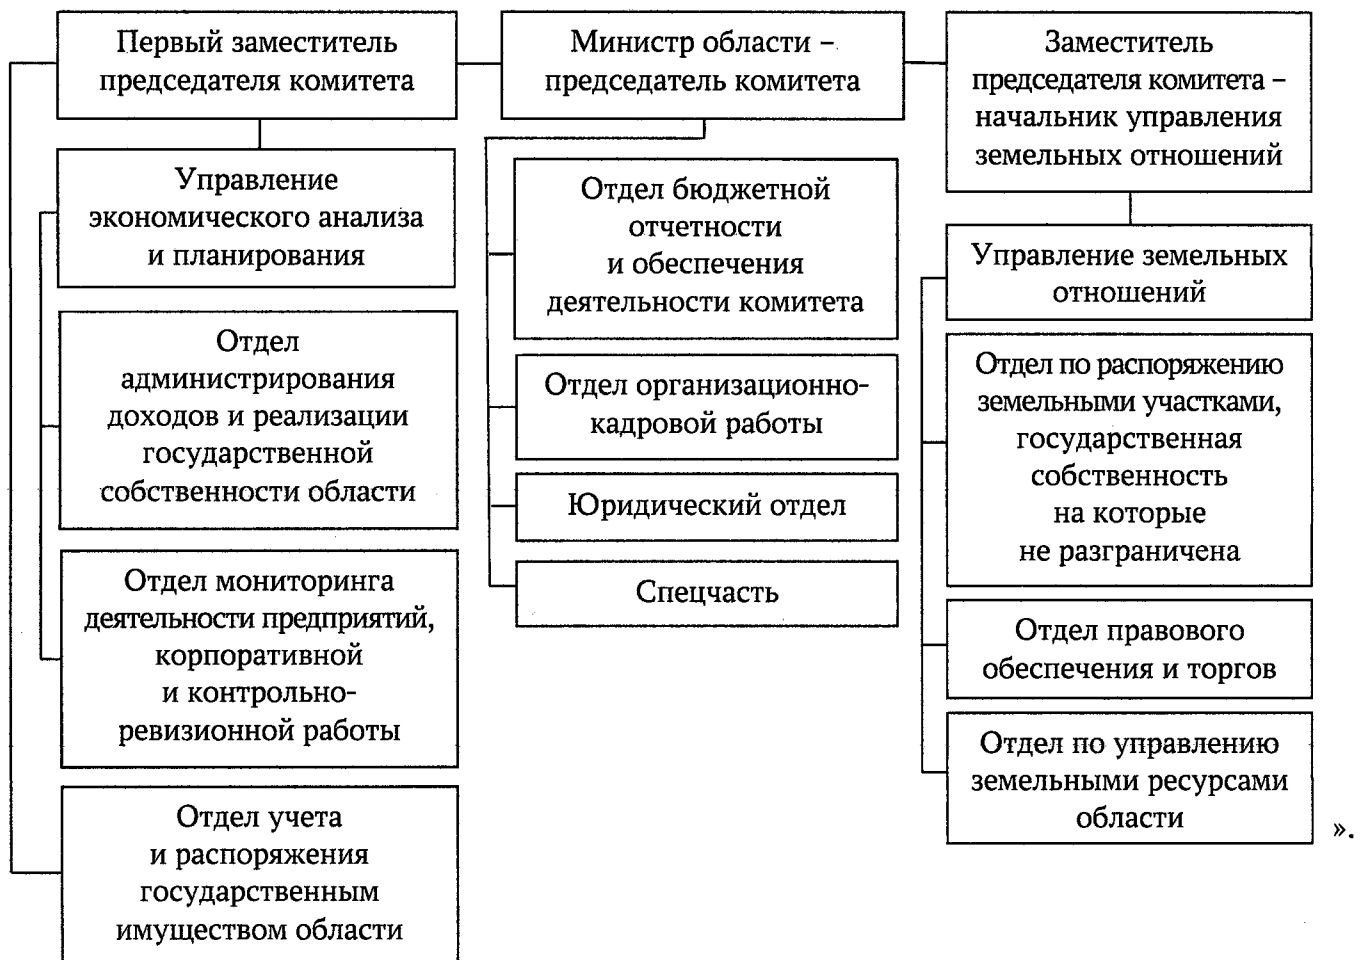 Первый заместитель
председателя комитета
Управление
экономического анализа
и планирования
Отдел
администрирования
доходов и реализации
государственной
собственности области
Отдел мониторинга
деятельности предприятий,
корпоративной
и контрольно-
ревизионной работы
Отдел учета
и распоряжения
государственным
имуществом области
Министр области –
председатель комитета
Отдел бюджетной
отчетности
и обеспечения
деятельности комитета
Отдел организационно-
кадровой работы
Юридический отдел
Спецчасть
Заместитель
председателя комитета –
начальник управления
земельных отношений
Управление земельных
отношений
Отдел по распоряжению
земельными участками,
государственная
собственность
на которые
не разграничена
Отдел правового
обеспечения и торгов
Отдел по управлению
земельными ресурсами
области
».